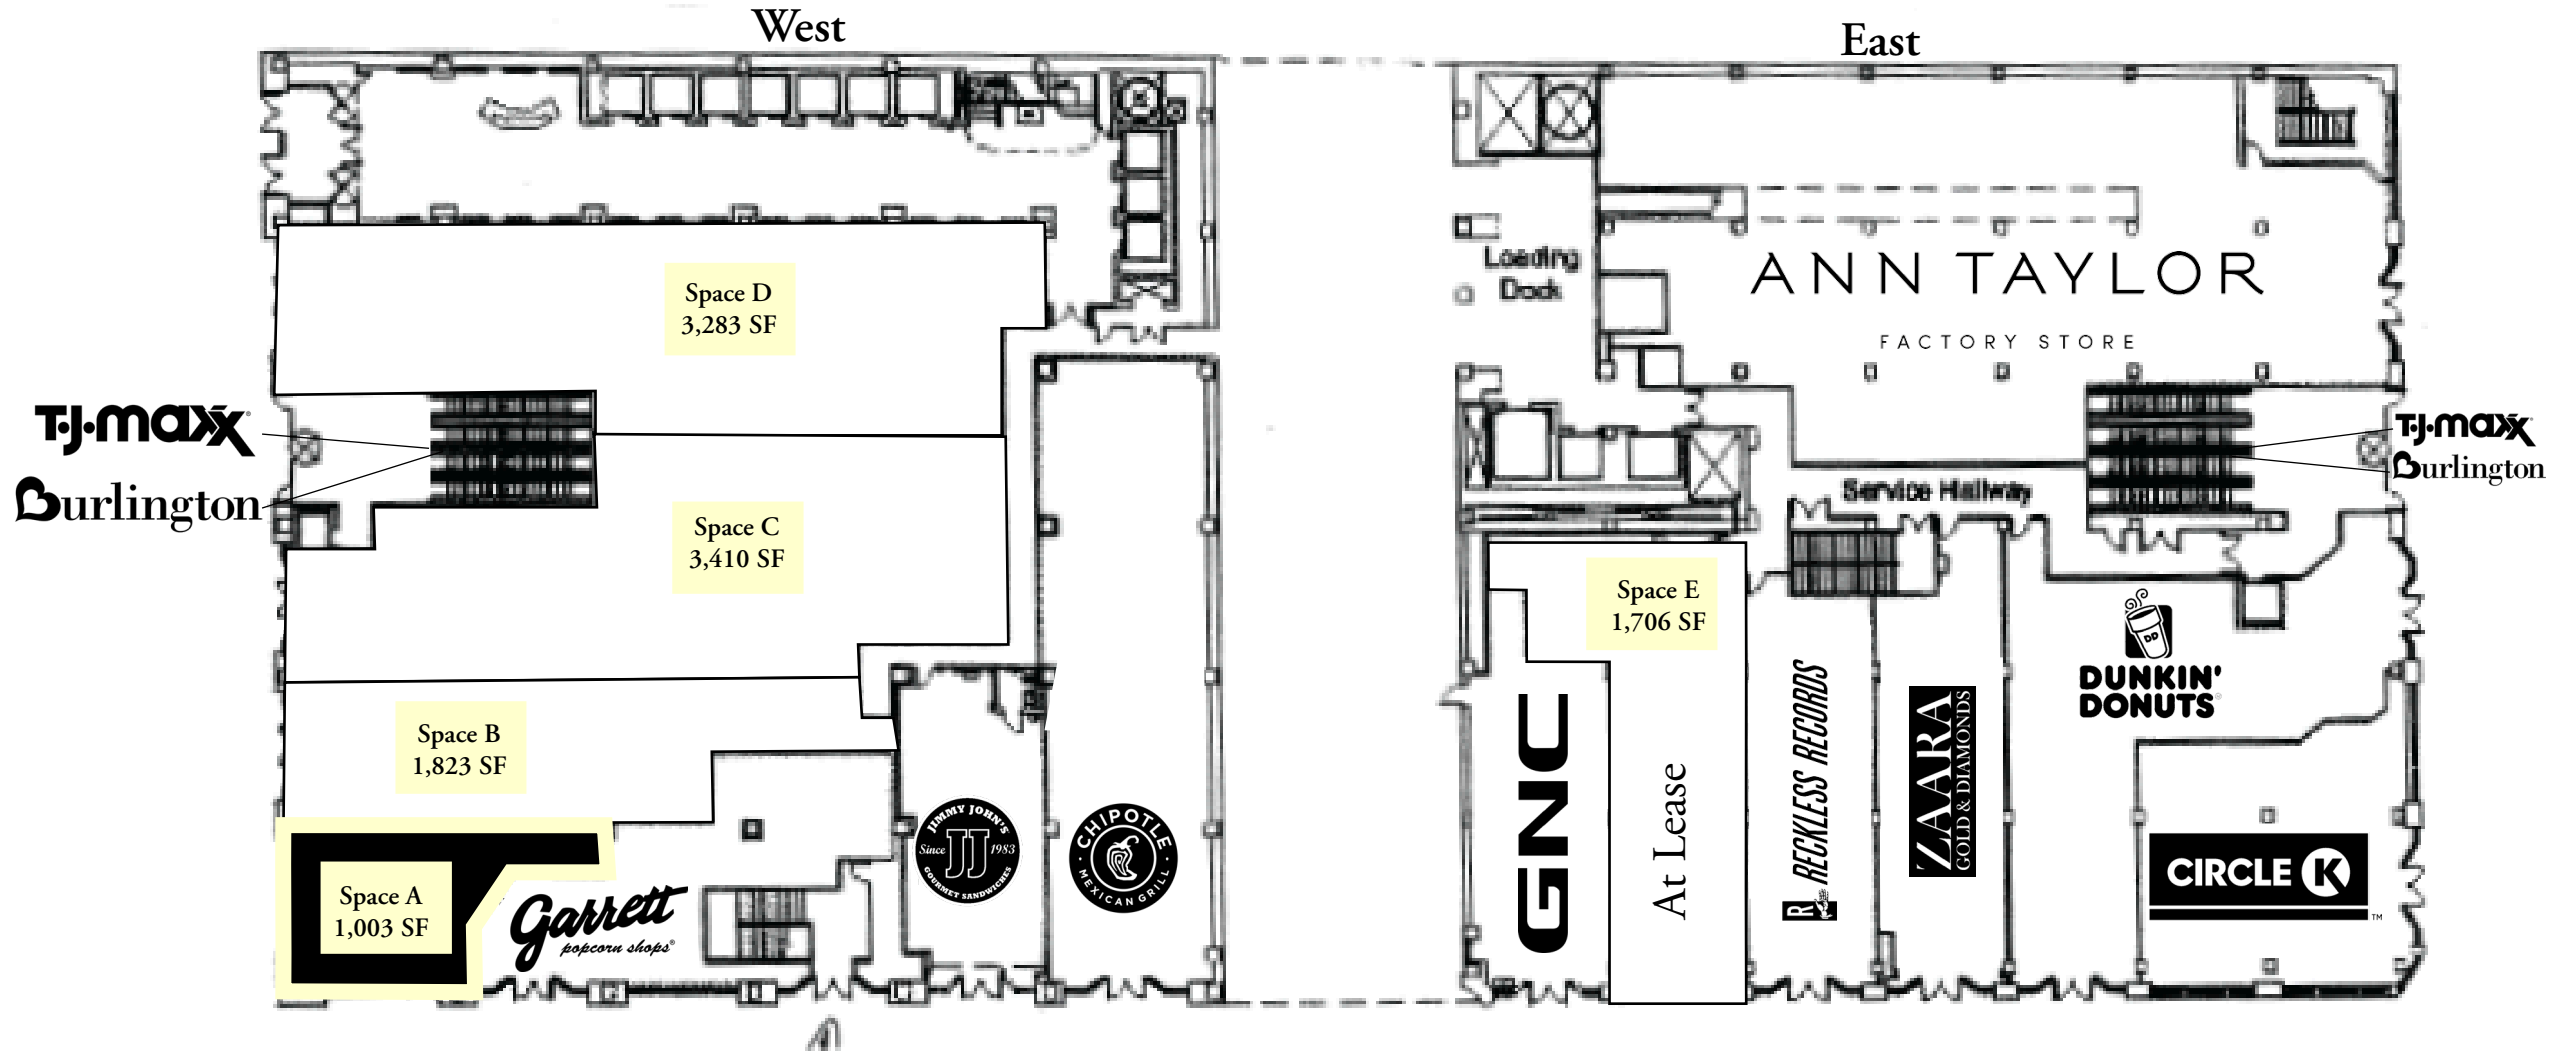 West
East
Space D
3,283 SF
Loading
Dock
ANN TAYLOR
FACTORY STORE
T·J·maxx
Burlington
T·J·maxx
Burlington
Service Hallway
Space C
3,410 SF
Space E
1,706 SF
Space B
1,823 SF
Space A
1,003 SF
Garrett
popcorn shops®
JIMMY JOHN'S
Since JJ 1983
GOURMET SANDWICHES
CHIPOTLE
MEXICAN GRILL
GNC
At Lease
R RECKLESS RECORDS
ZAARA
GOLD & DIAMONDS
DD
DUNKIN'
DONUTS®
CIRCLE K
TM